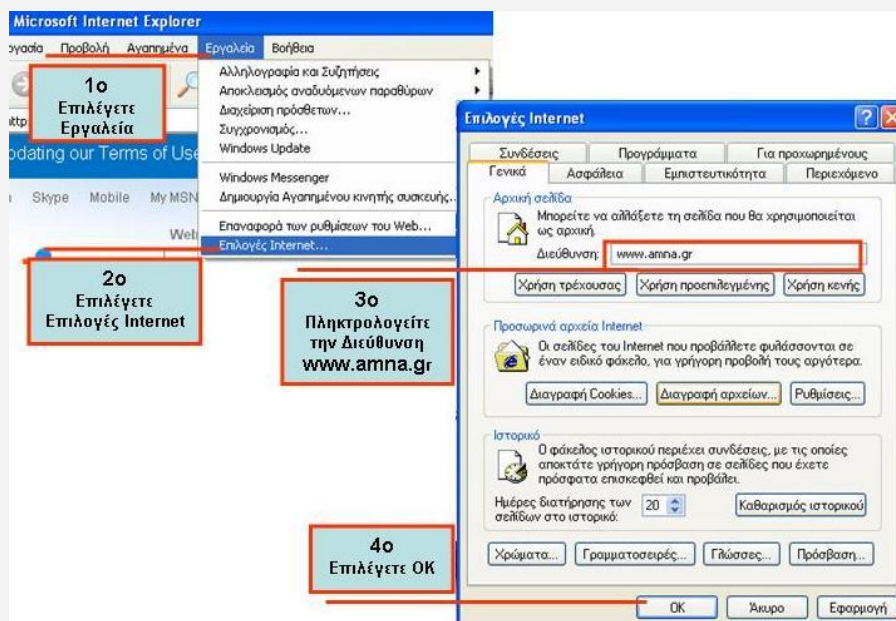 Microsoft Internet Explorer
ργασία Προβολή Αγαπημένα Εργαλεία Βοήθεια
1ο
Επιλέγετε
Εργαλεία
Αλληλογραφία και Συζητήσεις
Αποκλεισμός αναδυόμενων παραθύρων
Διαχείριση πρόσθετων...
Συγχρονισμός...
Windows Update
Windows Messenger
Δημιουργία Αγαπημένου κινητής συσκευής...
Επαναφορά των ρυθμίσεων του Web...
Επιλογές Internet...
ttp
dating our Terms of Use
Skype Mobile My MSN
Web
2ο
Επιλέγετε
Επιλογές Internet
3ο
Πληκτρολογείτε
την Διεύθυνση
www.amna.gr
4ο
Επιλέγετε OK
Επιλογές Internet
Συνδέσεις Προγράμματα Για προχωρημένους
Γενικά Ασφάλεια Εμπιστευτικότητα Περιεχόμενο
Αρχική σελίδα
Μπορείτε να αλλάξετε τη σελίδα που θα χρησιμοποιείται
ως αρχική.
Διεύθυνση: www.amna.gr
Χρήση τρέχουσας Χρήση προεπιλεγμένης Χρήση κενής
Προσωρινά αρχεία Internet
Οι σελίδες του Internet που προβάλλετε φυλάσσονται σε
έναν ειδικό φάκελο, για γρήγορη προβολή τους αργότερα.
Διαγραφή Cookies... Διαγραφή αρχείων... Ρυθμίσεις...
Ιστορικό
Ο φάκελος ιστορικού περιέχει συνδέσεις, με τις οποίες
αποκτάτε γρήγορη πρόσβαση σε σελίδες που έχετε
πρόσφατα επισκεφθεί και προβάλει.
Ημέρες διατήρησης των
σελίδων στο ιστορικό: 20 Καθαρισμός ιστορικού
Χρώματα... Γραμματοσειρές... Γλώσσες... Πρόσβαση...
OK Άκυρο Εφαρμογή